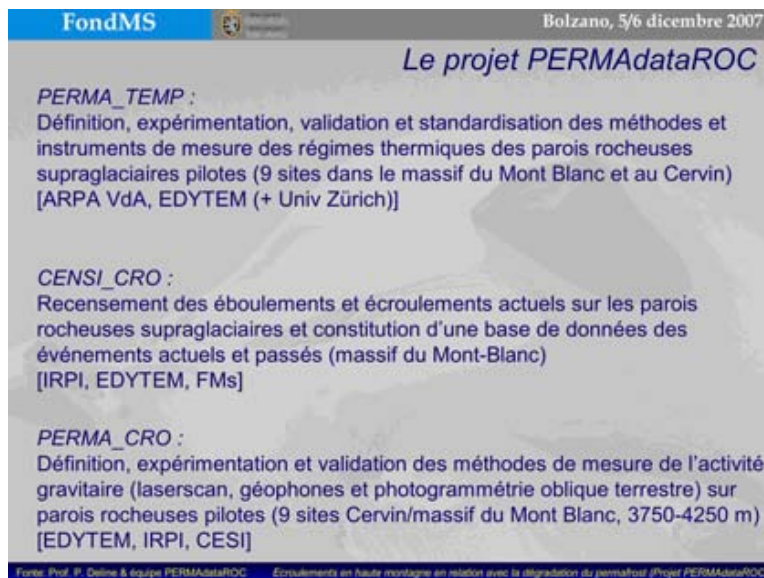 FondMS
Bolzano, 5/6 dicembre 2007
Le projet PERMAdataROC
PERMA_TEMP :
Définition, expérimentation, validation et standardisation des méthodes et
instruments de mesure des régimes thermiques des parois rocheuses
supraglaciaires pilotes (9 sites dans le massif du Mont Blanc et au Cervin)
[ARPA VdA, EDYTEM (+ Univ Zürich)]
CENSI_CRO :
Recensement des éboulements et écroulements actuels sur les parois
rocheuses supraglaciaires et constitution d'une base de données des
événements actuels et passés (massif du Mont-Blanc)
[IRPI, EDYTEM, FMs]
PERMA_CRO :
Définition, expérimentation et validation des méthodes de mesure de l'activité
gravitaire (laserscan, géophones et photogrammétrie oblique terrestre) sur
parois rocheuses pilotes (9 sites Cervin/massif du Mont Blanc, 3750-4250 m)
[EDYTEM, IRPI, CESI]
Fonte: Prof. P. Deline & équipe PERMAdataROC
Ecroulements en haute montagne en relation avec la dégradation du permafrost (Projet PERMAdataROC